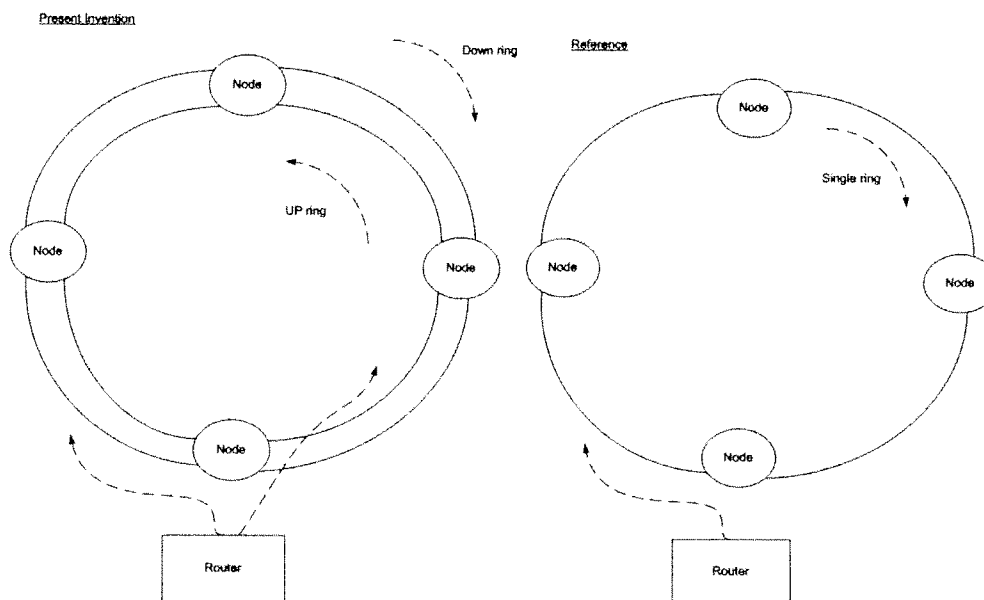 Present Invention
Down ring
Reference
Node
Node
UP ring
Single ring
Node
Node
Node
Node
Node
Node
Router
Router